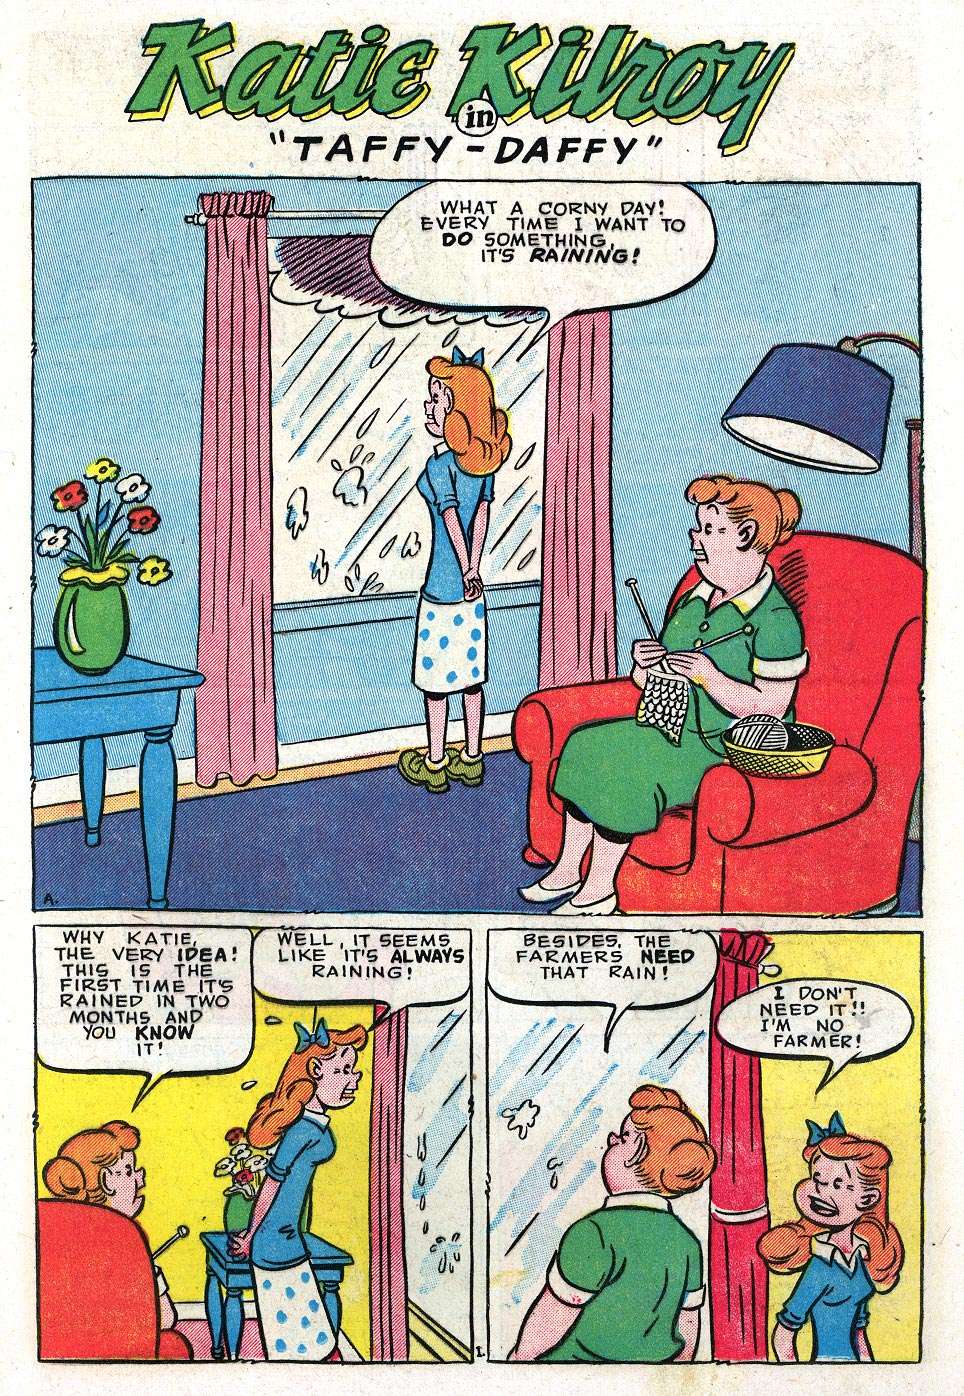 Katie Kilroy
in
"TAFFY-DAFFY"
WHAT A CORNY DAY!
EVERY TIME I WANT TO
DO SOMETHING,
IT'S RAINING!
A.
WHY KATIE,
THE VERY IDEA!
THIS IS THE
FIRST TIME IT'S
RAINED IN TWO
MONTHS AND
YOU KNOW
IT!
WELL, IT SEEMS
LIKE IT'S ALWAYS
RAINING!
BESIDES, THE
FARMERS NEED
THAT RAIN!
I DON'T
NEED IT!!
I'M NO
FARMER!
1.